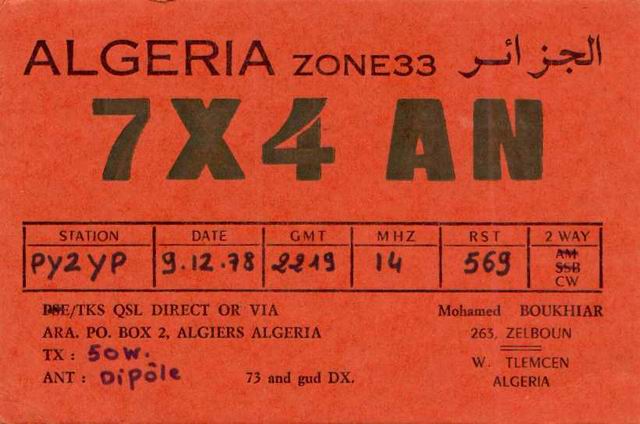 ALGERIA ZONE33 الجزائر
7X4 AN
STATION DATE GMT MHZ RST 2 WAY
PY2YP 9.12.78 2219 14 569 AM
SSB
CW
PSE/TKS QSL DIRECT OR VIA
ARA. PO. BOX 2, ALGIERS ALGERIA
TX : 50W.
ANT : Dipôle
73 and gud DX.
Mohamed BOUKHIAR
263, ZELBOUN
W. TLEMCEN
ALGERIA